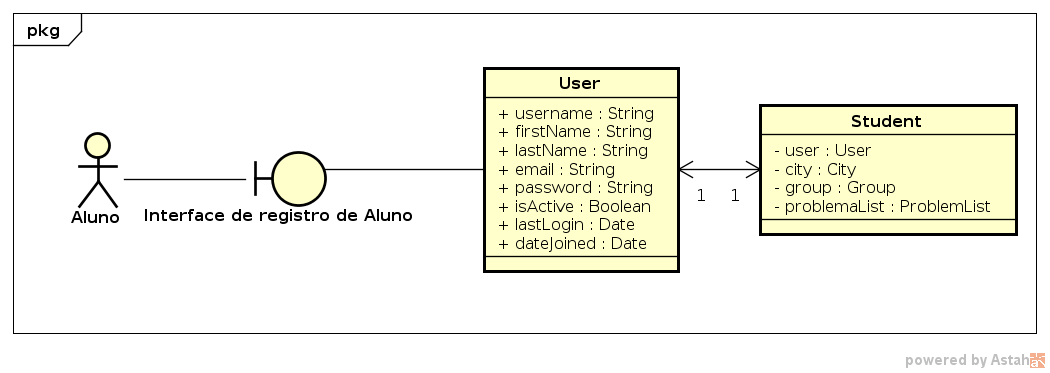 pkg
User
+ username : String
+ firstName : String
+ lastName : String
+ email : String
+ password : String
+ isActive : Boolean
+ lastLogin : Date
+ dateJoined : Date
Student
- user : User
- city : City
- group : Group
- problemaList : ProblemList
1 1
Aluno
Interface de registro de Aluno
powered by Astah